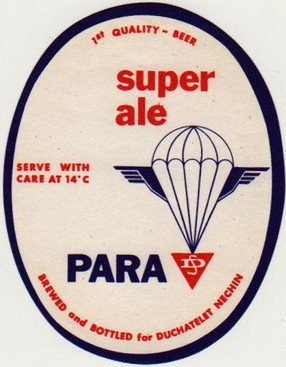 1st QUALITY - BEER
super
ale
SERVE WITH
CARE AT 14°C
PARA
BREWED and BOTTLED for DUCHATELET NECHIN